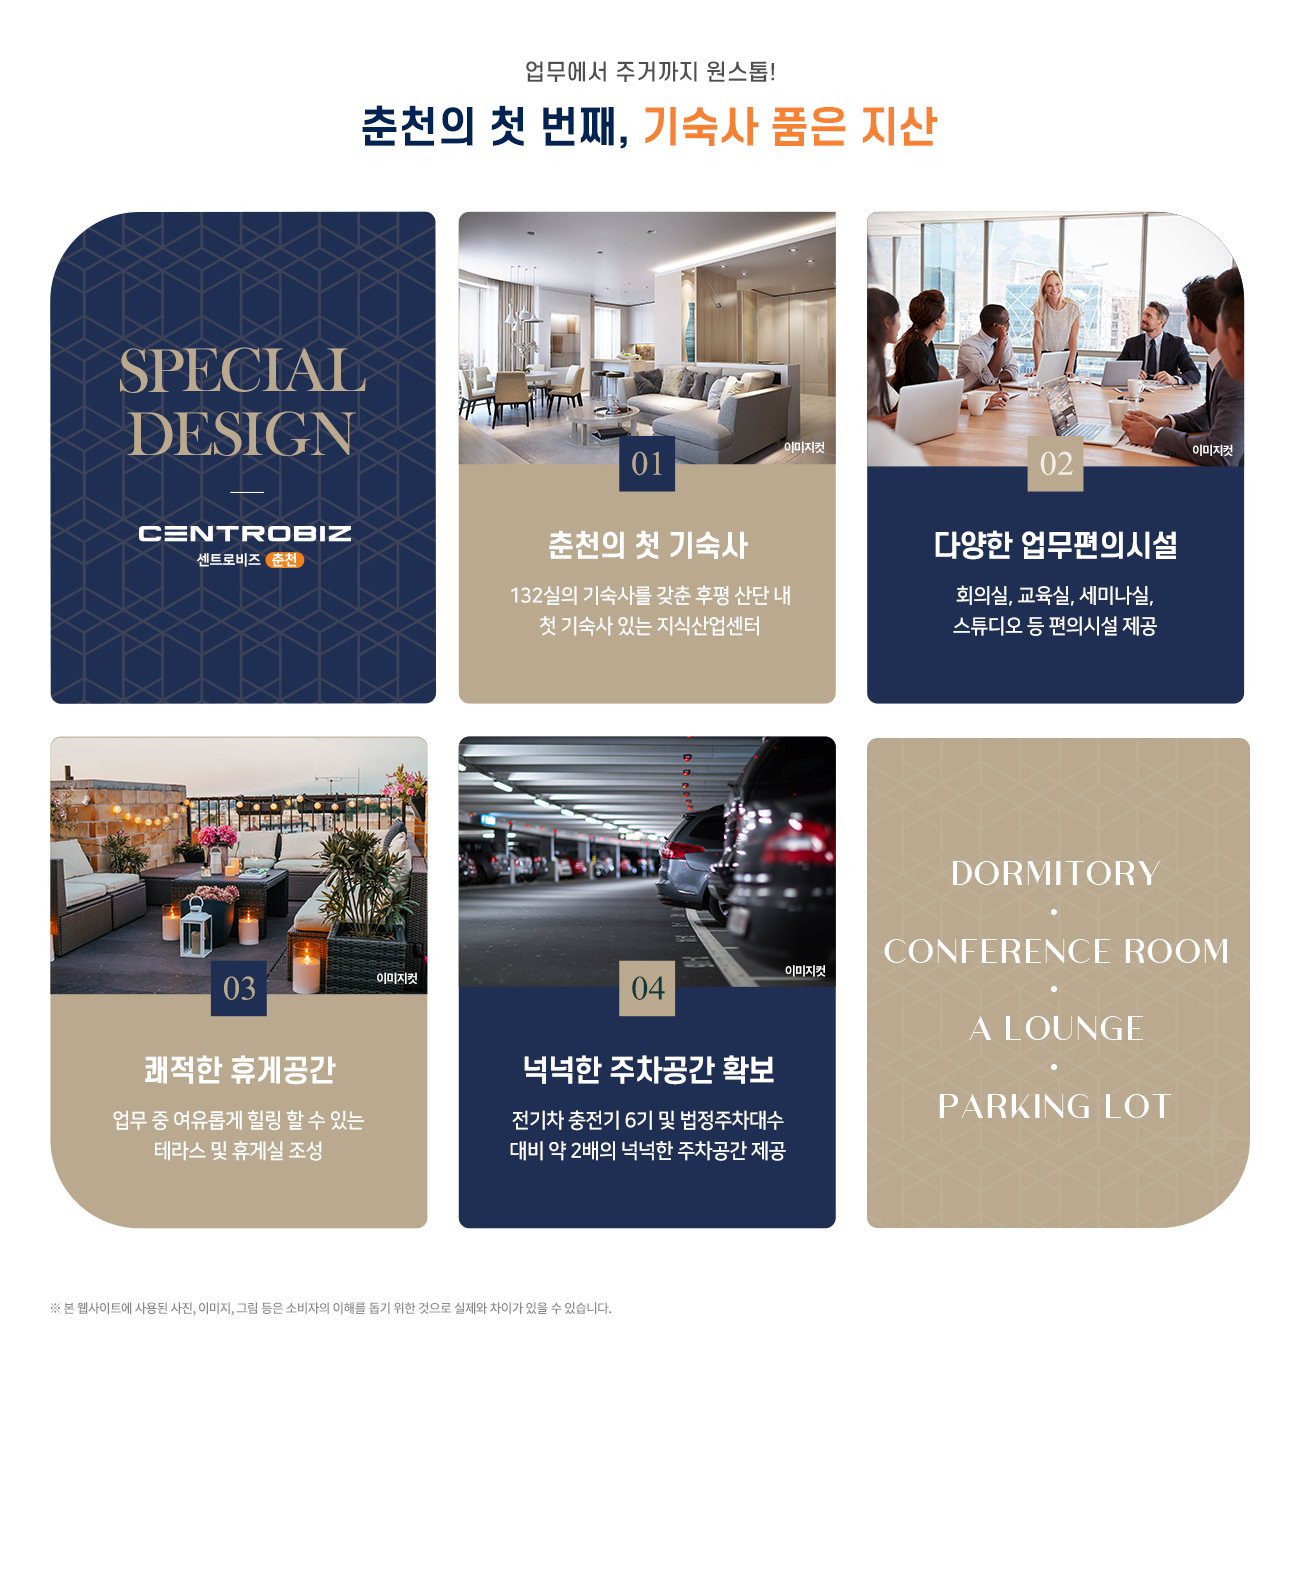 업무에서 주거까지 원스톱!
춘천의 첫 번째, 기숙사 품은 지산
SPECIAL
DESIGN
CENTROBIZ
센트로비즈 춘천
이미지컷
01
춘천의 첫 기숙사
132실의 기숙사를 갖춘 후평 산단 내
첫 기숙사 있는 지식산업센터
이미지컷
02
다양한 업무편의시설
회의실, 교육실, 세미나실,
스튜디오 등 편의시설 제공
이미지컷
03
쾌적한 휴게공간
업무 중 여유롭게 힐링 할 수 있는
테라스 및 휴게실 조성
이미지컷
04
넉넉한 주차공간 확보
전기차 충전기 6기 및 법정주차대수
대비 약 2배의 넉넉한 주차공간 제공
DORMITORY
•
CONFERENCE ROOM
•
A LOUNGE
•
PARKING LOT
※ 본 웹사이트에 사용된 사진, 이미지, 그림 등은 소비자의 이해를 돕기 위한 것으로 실제와 차이가 있을 수 있습니다.